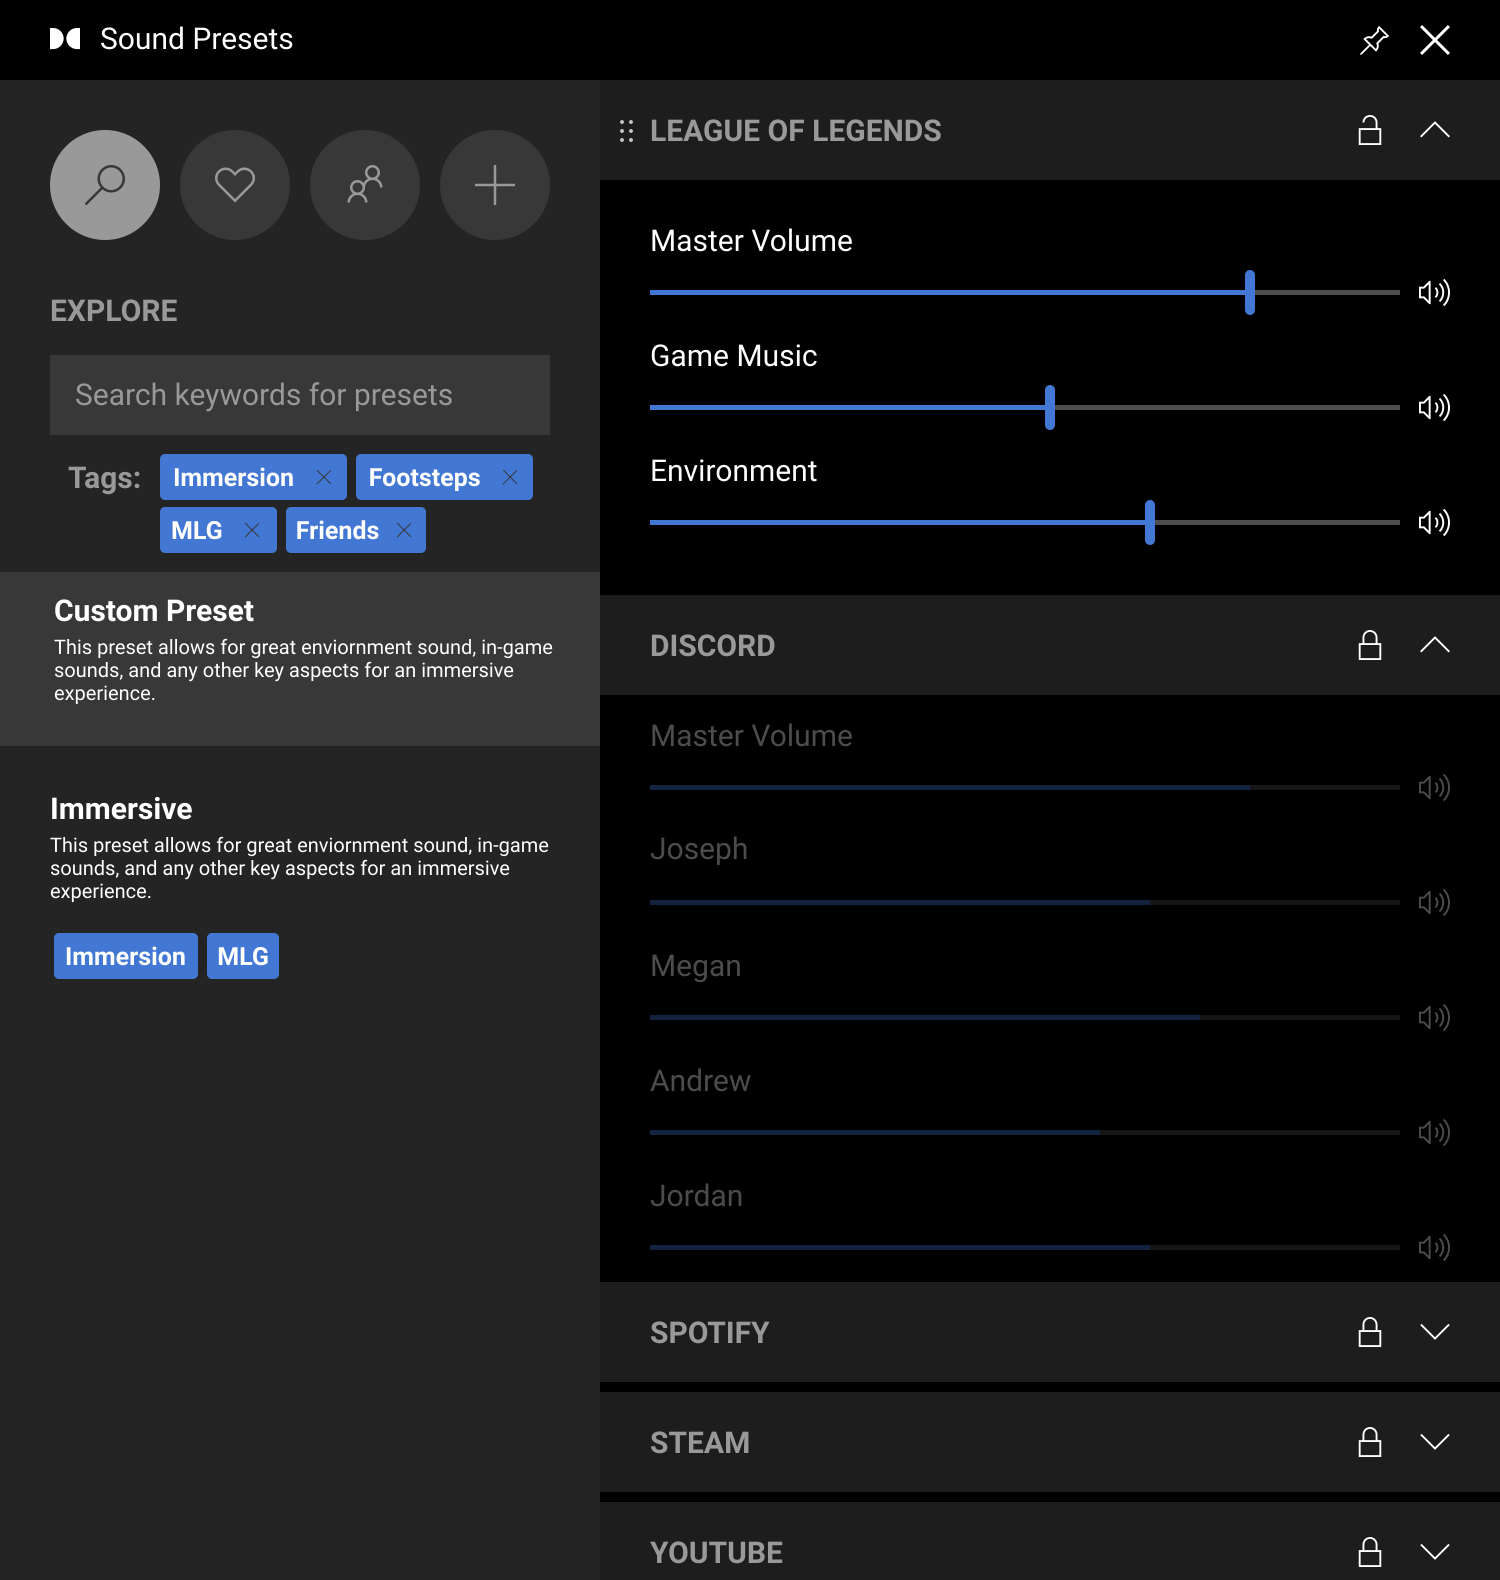 Sound Presets
EXPLORE
Search keywords for presets
Tags: Immersion Footsteps
MLG Friends
Custom Preset
This preset allows for great enviornment sound, in-game
sounds, and any other key aspects for an immersive
experience.
Immersive
This preset allows for great enviornment sound, in-game
sounds, and any other key aspects for an immersive
experience.
Immersion MLG
LEAGUE OF LEGENDS
Master Volume
Game Music
Environment
DISCORD
Master Volume
Joseph
Megan
Andrew
Jordan
SPOTIFY
STEAM
YOUTUBE